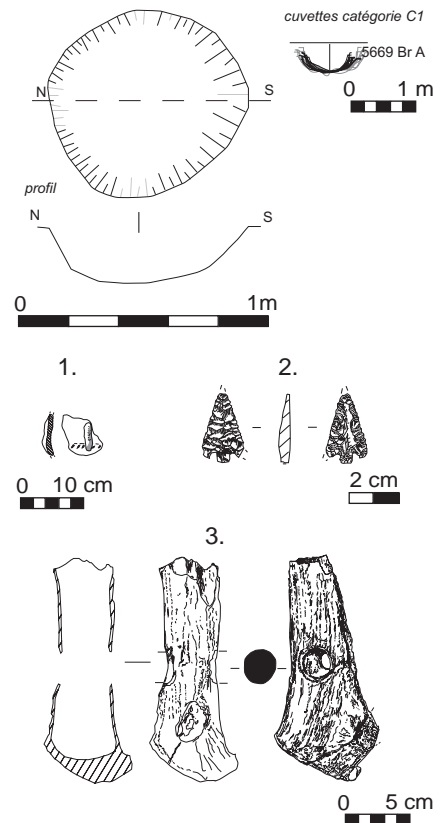 cuvettes catégorie C1
5669 Br A
0 1 m
N S
profil
N S
0 1m
1. 2.
0 10 cm
2 cm
3.
0 5 cm